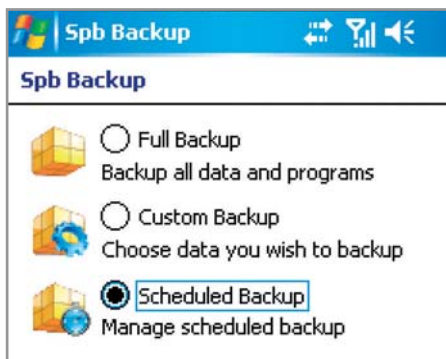 Spb Backup
Spb Backup
Full Backup
Backup all data and programs
Custom Backup
Choose data you wish to backup
Scheduled Backup
Manage scheduled backup